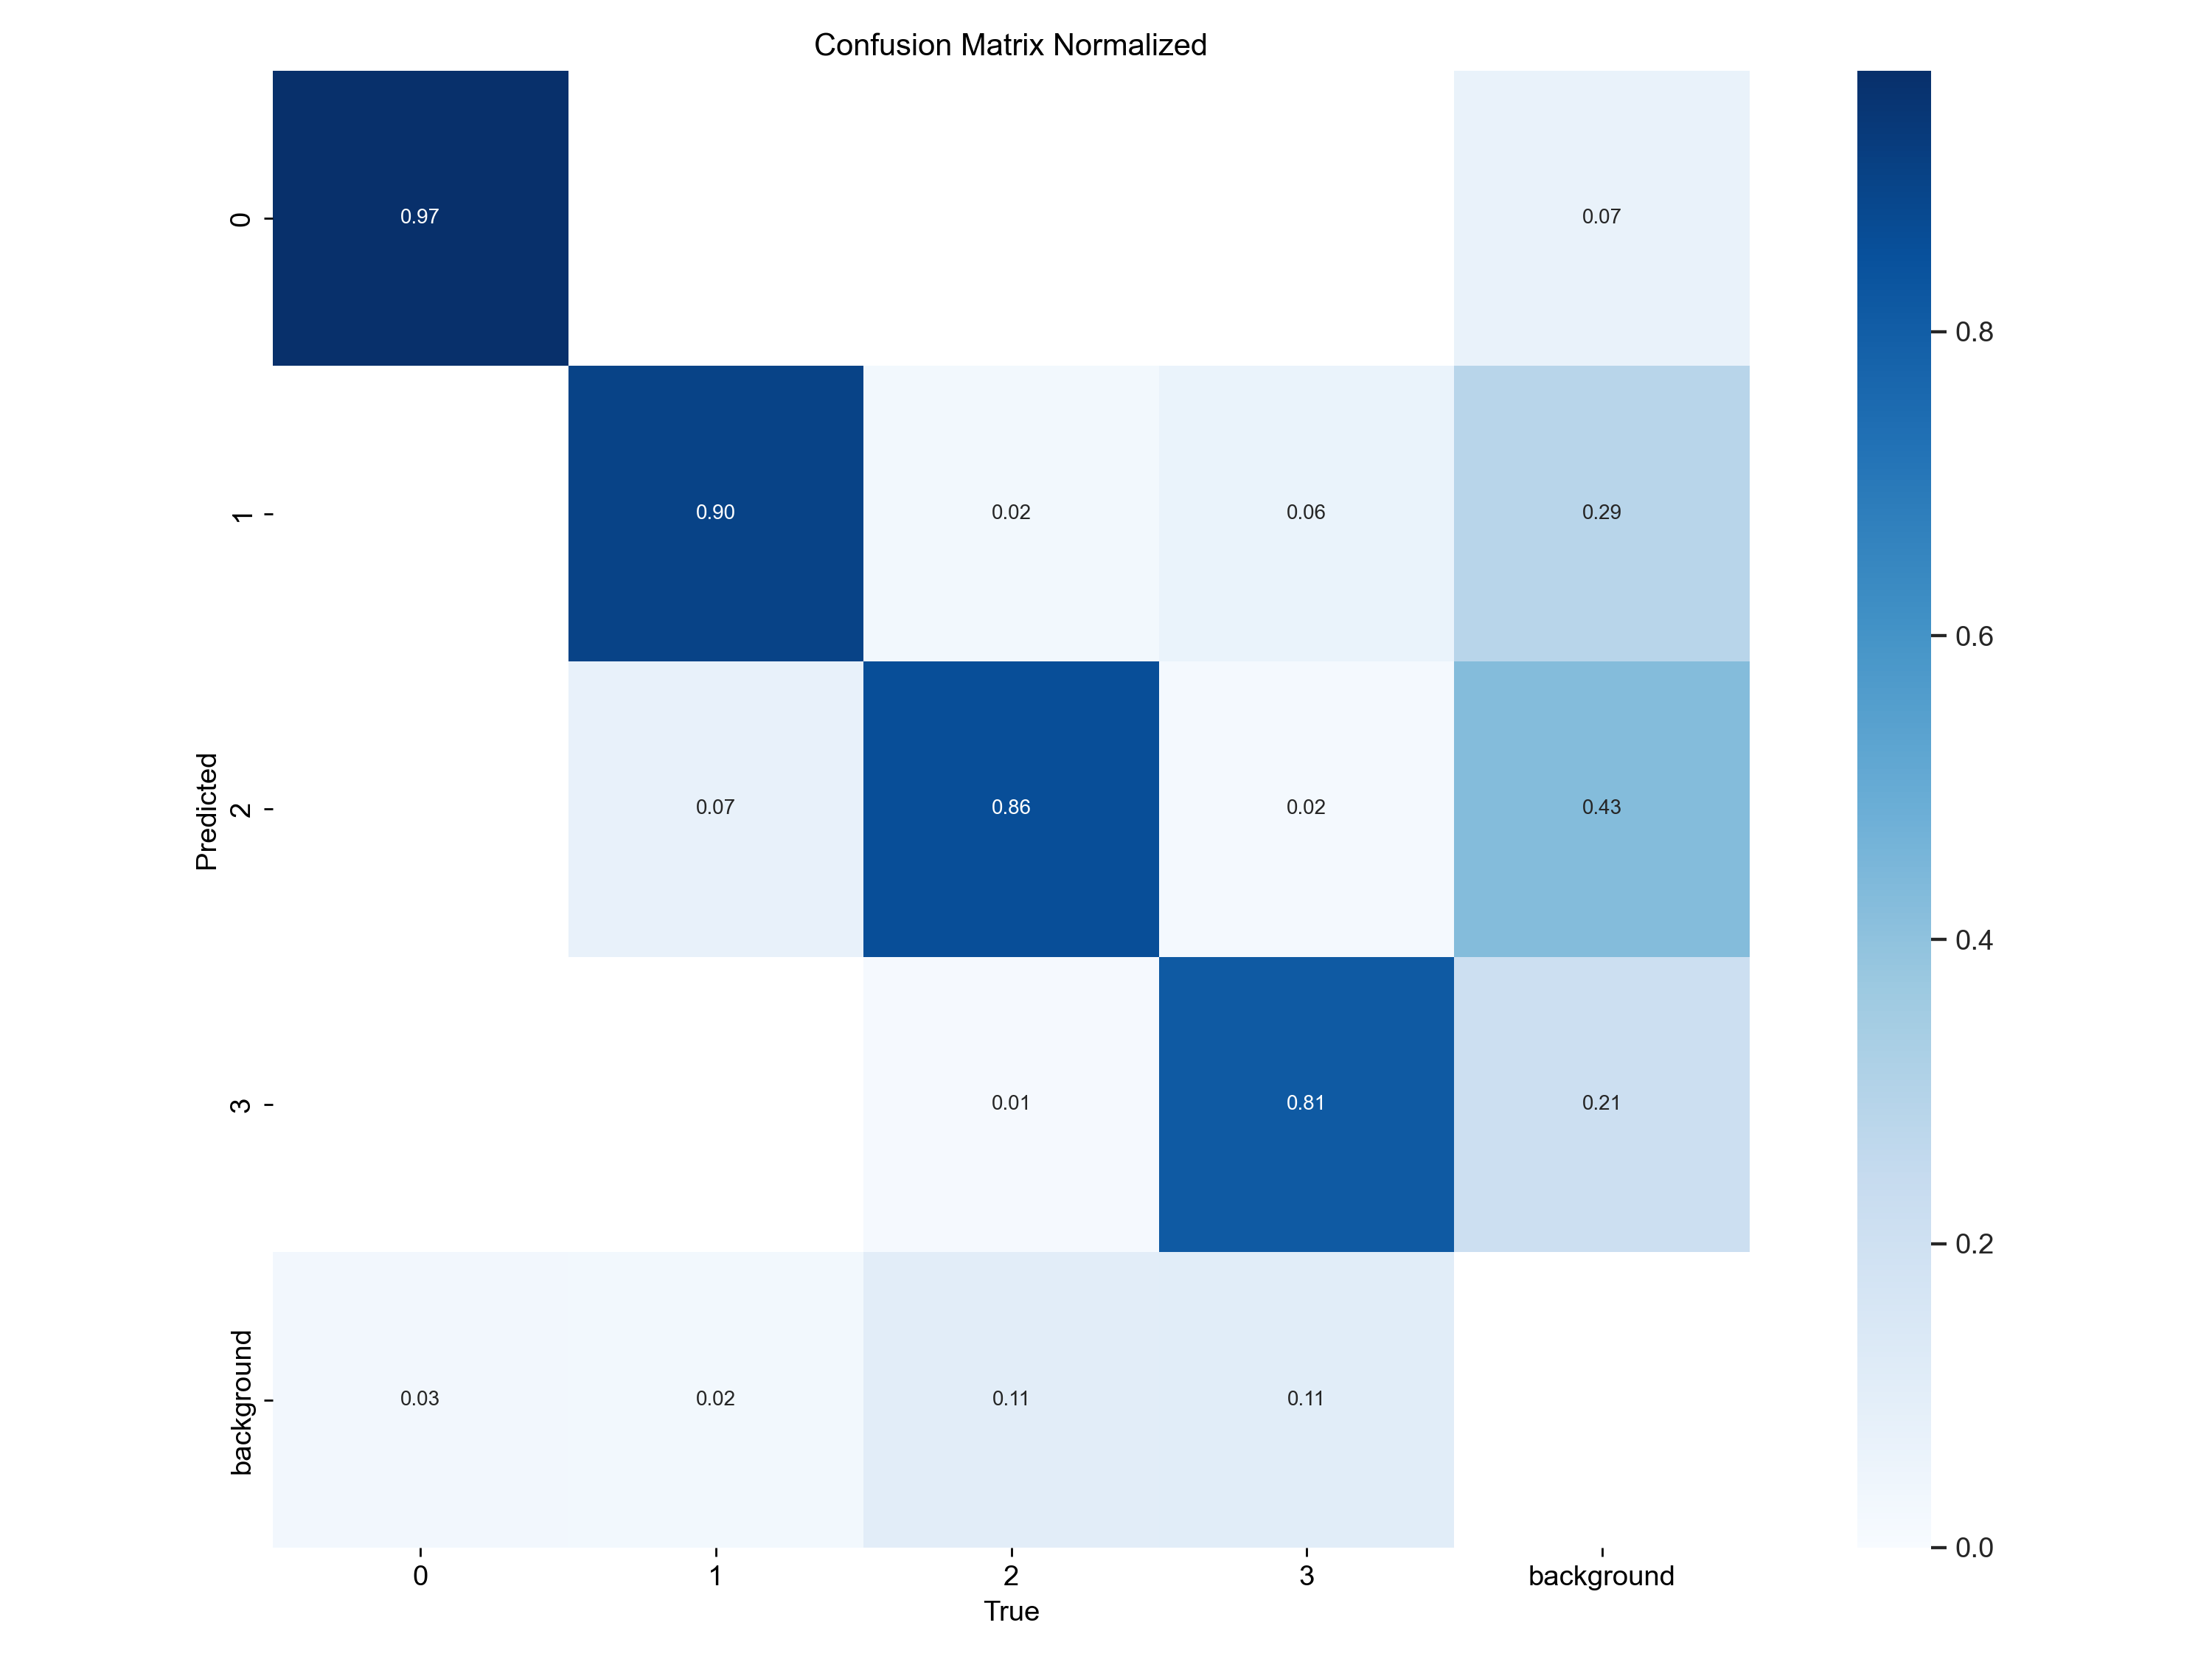 Confusion Matrix Normalized
0 0.97 0.07
1 0.90 0.02 0.06 0.29
2 0.07 0.86 0.02 0.43
3 0.01 0.81 0.21
background 0.03 0.02 0.11 0.11
0 1 2 3 background
True
Predicted
0.8
0.6
0.4
0.2
0.0